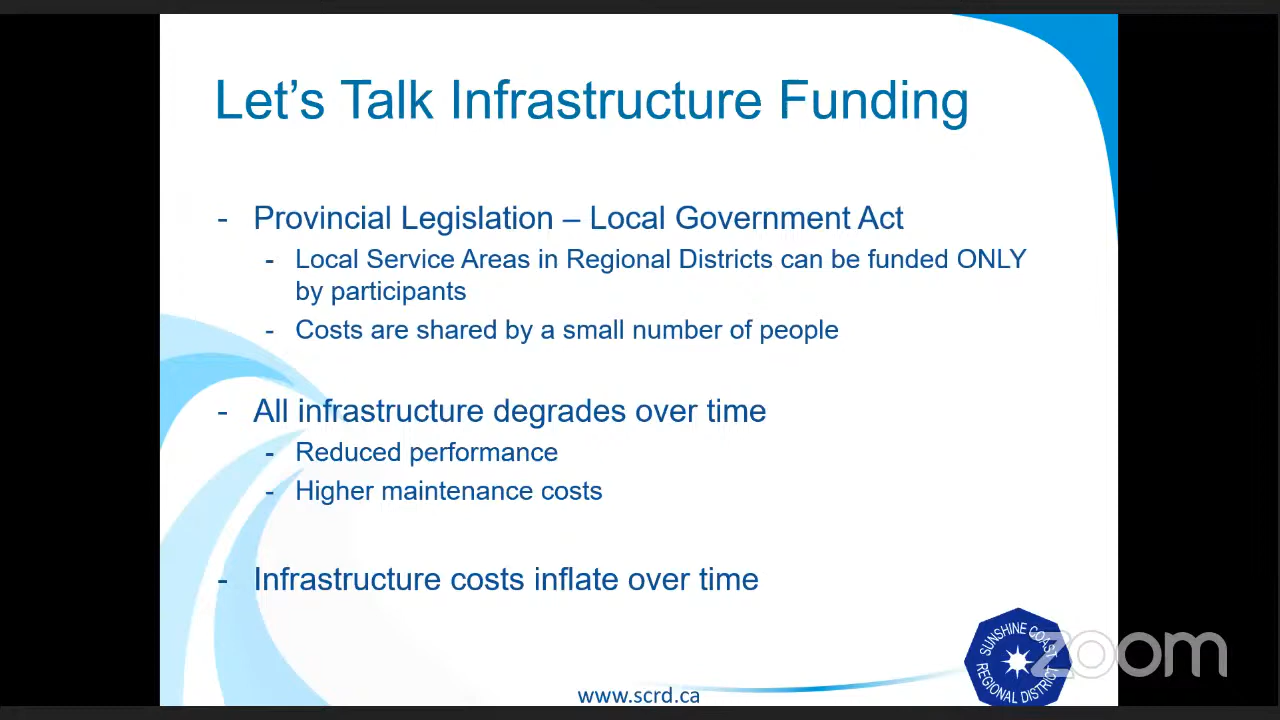 Let's Talk Infrastructure Funding
- Provincial Legislation – Local Government Act
- Local Service Areas in Regional Districts can be funded ONLY
by participants
- Costs are shared by a small number of people
- All infrastructure degrades over time
- Reduced performance
- Higher maintenance costs
- Infrastructure costs inflate over time
SUNSHINE COAST
REGIONAL DISTRICT
zoom
www.scrd.ca